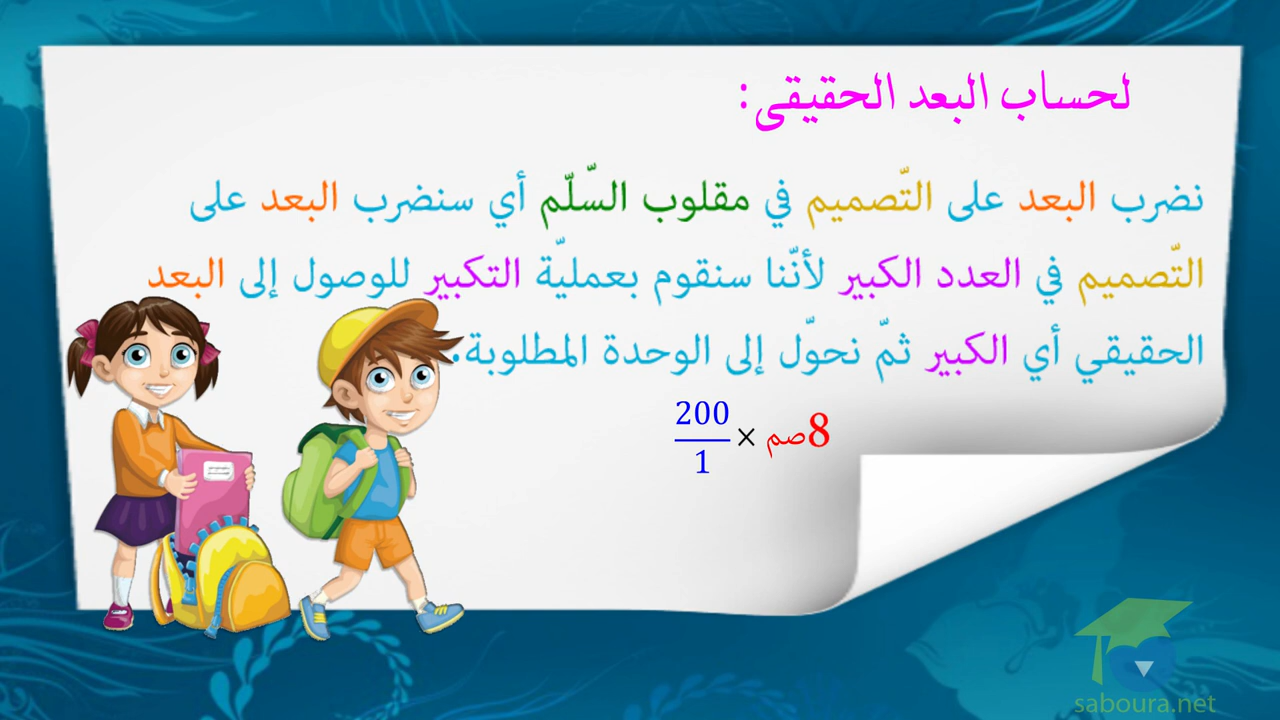 لحساب البعد الحقيقي:
نضرب البعد على التّصميم في مقلوب السّلّم أي سنضرب البعد على
التّصميم في العدد الكبير لأنّنا سنقوم بعمليّة التكبير للوصول إلى البعد
الحقيقي أي الكبير ثمّ نحوّل إلى الوحدة المطلوبة.
8صم × 200/1
saboura.net